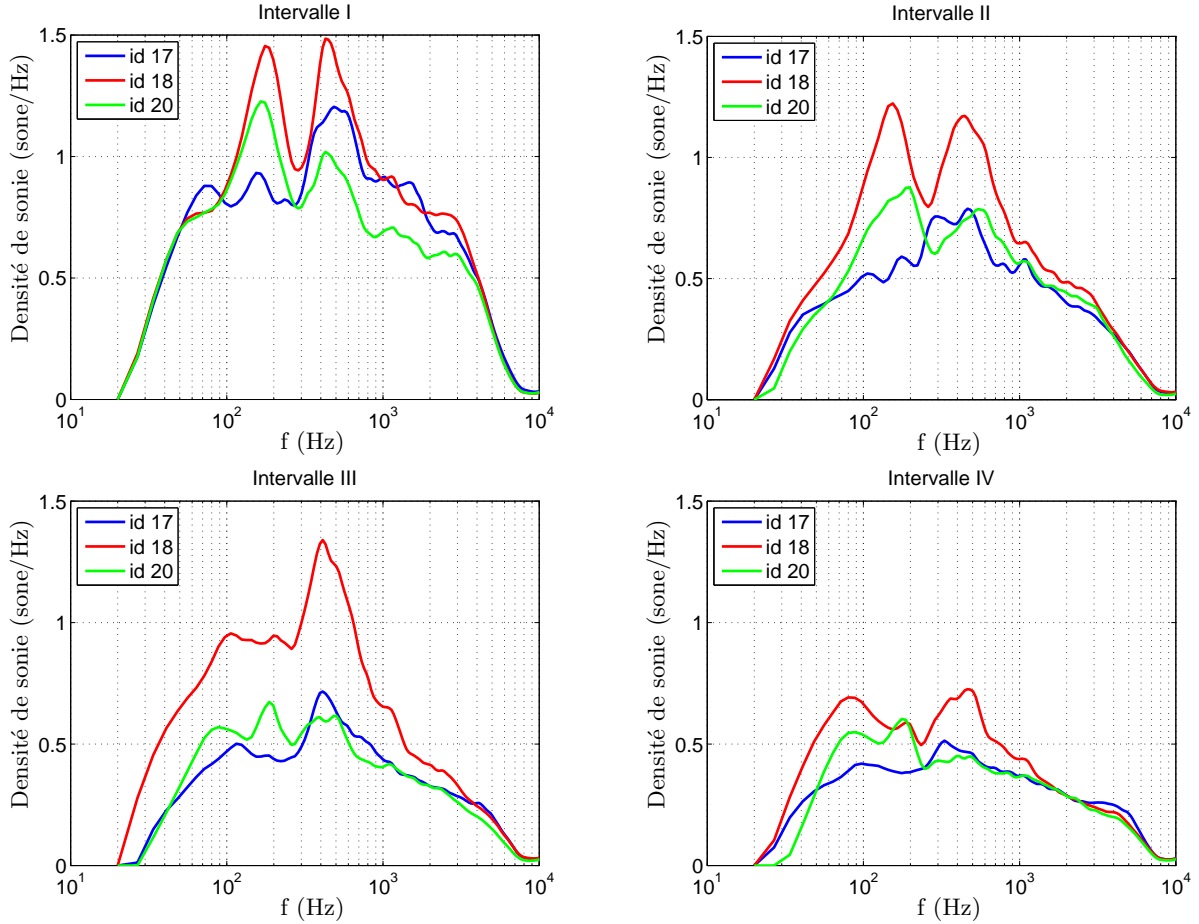 Intervalle I
1.5
1
0.5
0
Densité de sonie (sone/Hz)
id 17
id 18
id 20
10^1
10^2
10^3
10^4
f (Hz)
Intervalle II
1.5
1
0.5
0
Densité de sonie (sone/Hz)
id 17
id 18
id 20
10^1
10^2
10^3
10^4
f (Hz)
Intervalle III
1.5
1
0.5
0
Densité de sonie (sone/Hz)
id 17
id 18
id 20
10^1
10^2
10^3
10^4
f (Hz)
Intervalle IV
1.5
1
0.5
0
Densité de sonie (sone/Hz)
id 17
id 18
id 20
10^1
10^2
10^3
10^4
f (Hz)